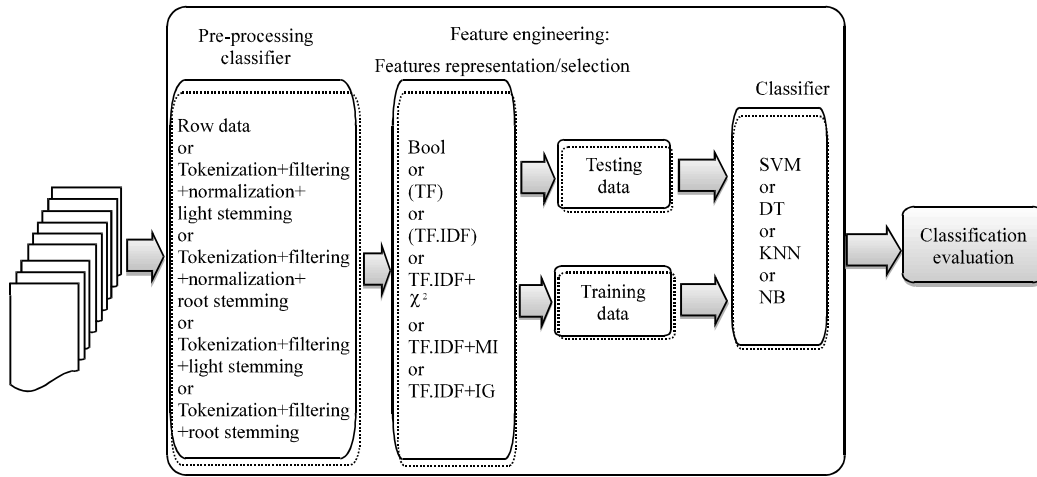 Pre-processing
classifier
Row data
or
Tokenization+filtering
+normalization+
light stemming
or
Tokenization+filtering
+normalization+
root stemming
or
Tokenization+filtering
+light stemming
or
Tokenization+filtering
+root stemming
Feature engineering:
Features representation/selection
Bool
or
(TF)
or
(TF.IDF)
or
TF.IDF+
χ²
or
TF.IDF+MI
or
TF.IDF+IG
Testing
data
Training
data
Classifier
SVM
or
DT
or
KNN
or
NB
Classification
evaluation